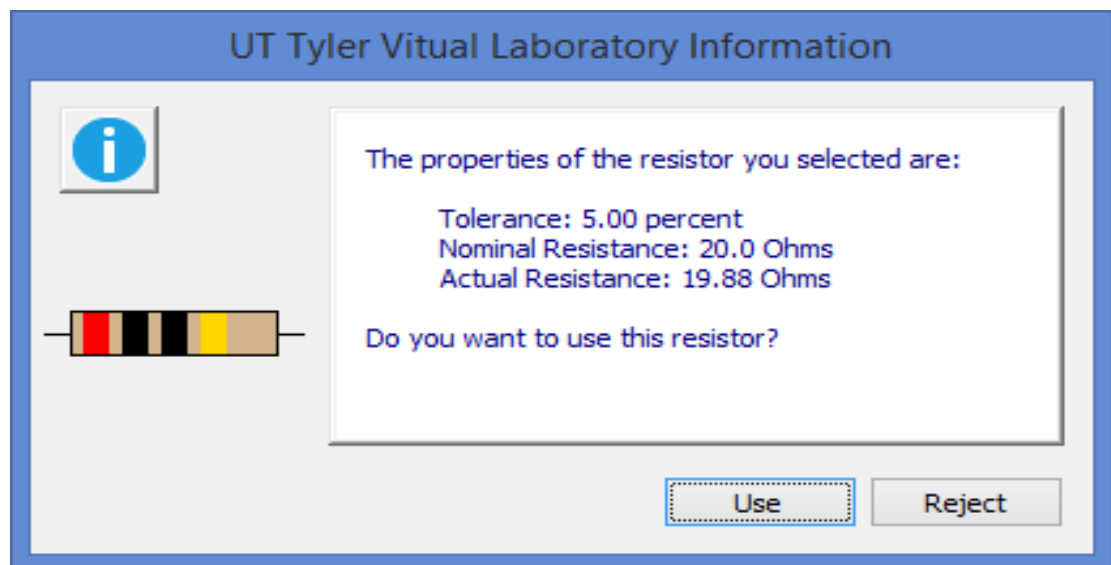 UT Tyler Vitual Laboratory Information
i
The properties of the resistor you selected are:
Tolerance: 5.00 percent
Nominal Resistance: 20.0 Ohms
Actual Resistance: 19.88 Ohms
Do you want to use this resistor?
Use Reject